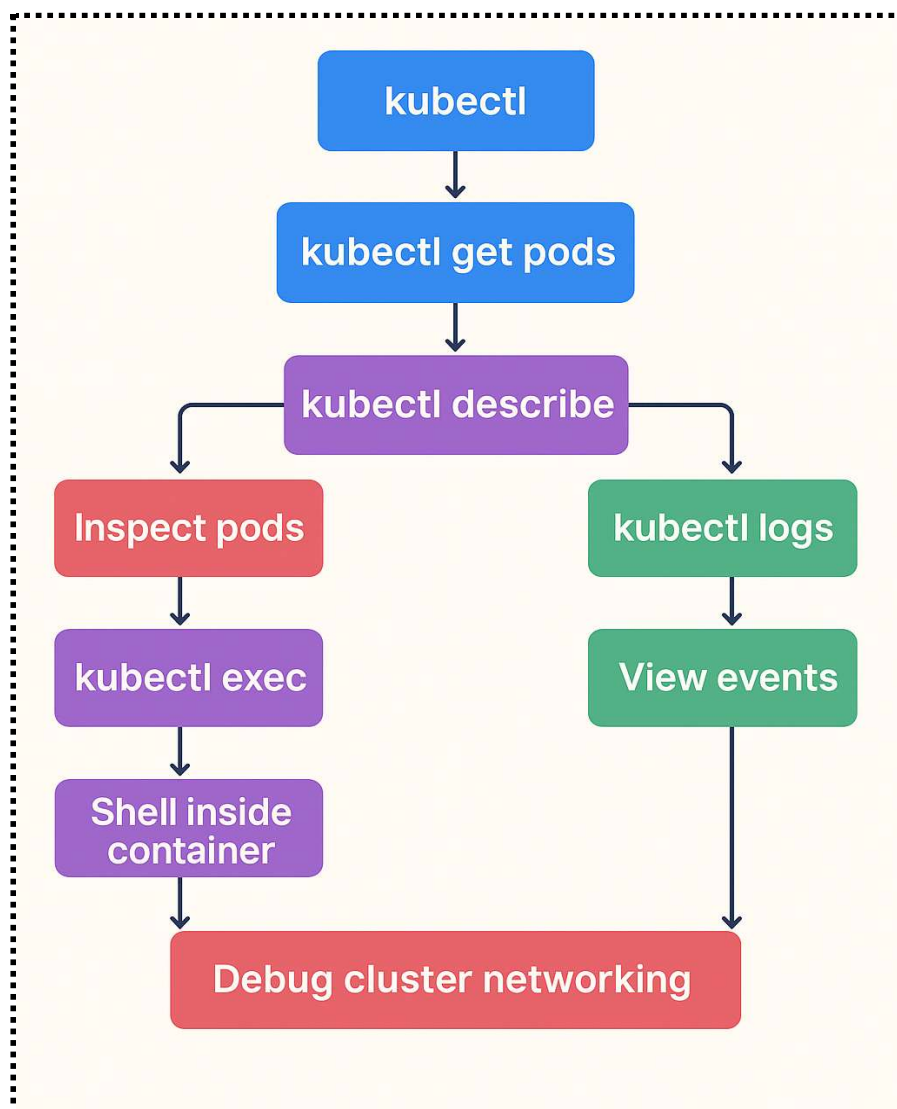 kubectl
kubectl get pods
kubectl describe
Inspect pods
kubectl logs
kubectl exec
View events
Shell inside
container
Debug cluster networking